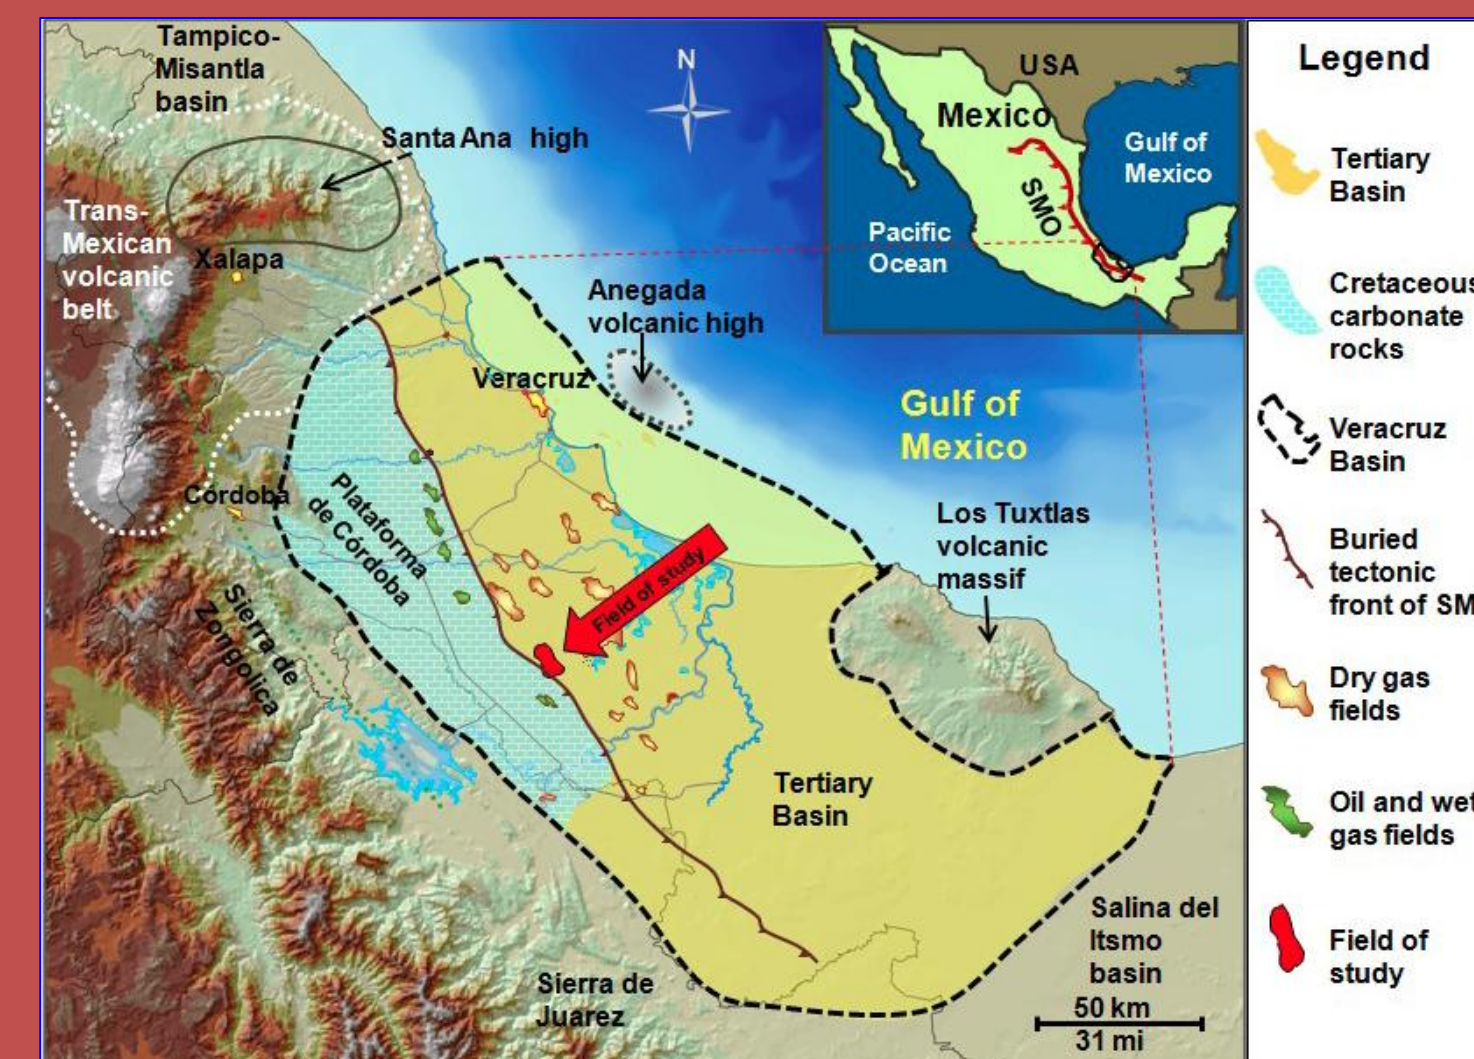 Tampico-
Misantla
basin
Santa Ana high
Trans-
Mexican
volcanic
belt
Xalapa
N
USA
Mexico
Gulf of
Mexico
SMO
Pacific
Ocean
Anegada
volcanic high
Veracruz
Gulf of
Mexico
Córdoba
Plataforma
de Córdoba
Los Tuxtlas
volcanic
massif
Field of study
Sierra de
Zongolica
Tertiary
Basin
Sierra de
Juarez
Salina del
Itsmo
basin
50 km
31 mi
Legend
Tertiary
Basin
Cretaceous
carbonate
rocks
Veracruz
Basin
Buried
tectonic
front of SM
Dry gas
fields
Oil and wet
gas fields
Field of
study